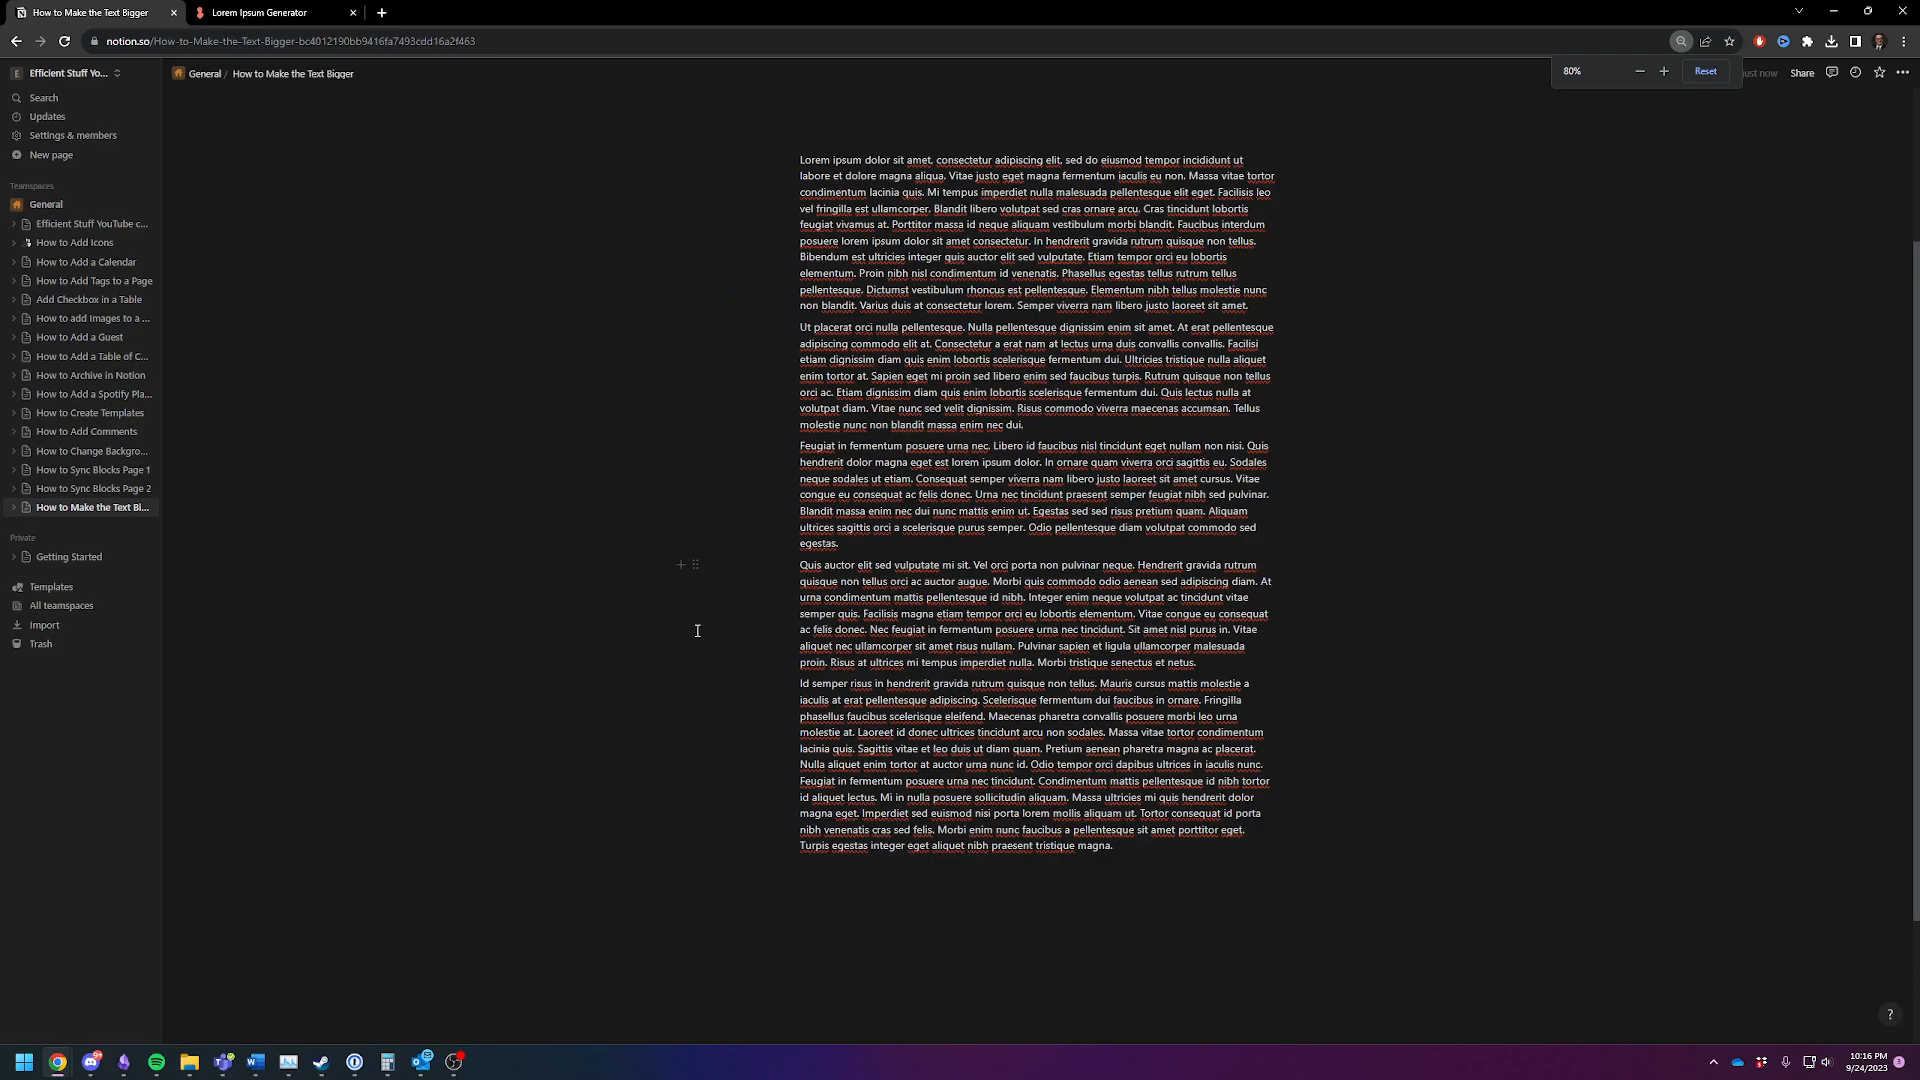 How to Make the Text Bigger
Lorem Ipsum Generator
notion.so/How-to-Make-the-Text-Bigger-bc4012190bb9416fa7493cdd16a2f463
E Efficient Stuff Yo...
General / How to Make the Text Bigger
80%
Reset
just now
Share
Search
Updates
Settings & members
New page
Teamspaces
General
Efficient Stuff YouTube c...
How to Add Icons
How to Add a Calendar
How to Add Tags to a Page
Add Checkbox in a Table
How to add Images to a ...
How to Add a Guest
How to Add a Table of C...
How to Archive in Notion
How to Add a Spotify Pla...
How to Create Templates
How to Add Comments
How to Change Backgro...
How to Sync Blocks Page 1
How to Sync Blocks Page 2
How to Make the Text Bi...
Private
Getting Started
Templates
All teamspaces
Import
Trash
Lorem ipsum dolor sit amet, consectetur adipiscing elit, sed do eiusmod tempor incididunt ut
labore et dolore magna aliqua. Vitae justo eget magna fermentum iaculis eu non. Massa vitae tortor
condimentum lacinia quis. Mi tempus imperdiet nulla malesuada pellentesque elit eget. Facilisis leo
vel fringilla est ullamcorper. Blandit libero volutpat sed cras ornare arcu. Cras tincidunt lobortis
feugiat vivamus at. Porttitor massa id neque aliquam vestibulum morbi blandit. Faucibus interdum
posuere lorem ipsum dolor sit amet consectetur. In hendrerit gravida rutrum quisque non tellus.
Bibendum est ultricies integer quis auctor elit sed vulputate. Etiam tempor orci eu lobortis
elementum. Proin nibh nisl condimentum id venenatis. Phasellus egestas tellus rutrum tellus
pellentesque. Dictumst vestibulum rhoncus est pellentesque. Elementum nibh tellus molestie nunc
non blandit. Varius duis at consectetur lorem. Semper viverra nam libero justo laoreet sit amet.
Ut placerat orci nulla pellentesque. Nulla pellentesque dignissim enim sit amet. At erat pellentesque
adipiscing commodo elit at. Consectetur a erat nam at lectus urna duis convallis convallis. Facilisi
etiam dignissim diam quis enim lobortis scelerisque fermentum dui. Ultricies tristique nulla aliquet
enim tortor at. Sapien eget mi proin sed libero enim sed faucibus turpis. Rutrum quisque non tellus
orci ac. Etiam dignissim diam quis enim lobortis scelerisque fermentum dui. Quis lectus nulla at
volutpat diam. Vitae nunc sed velit dignissim. Risus commodo viverra maecenas accumsan. Tellus
molestie nunc non blandit massa enim nec dui.
Feugiat in fermentum posuere urna nec. Libero id faucibus nisl tincidunt eget nullam non nisi. Quis
hendrerit dolor magna eget est lorem ipsum dolor. In ornare quam viverra orci sagittis eu. Sodales
neque sodales ut etiam. Consequat semper viverra nam libero justo laoreet sit amet cursus. Vitae
congue eu consequat ac felis donec. Urna nec tincidunt praesent semper feugiat nibh sed pulvinar.
Blandit massa enim nec dui nunc mattis enim ut. Egestas sed sed risus pretium quam. Aliquam
ultrices sagittis orci a scelerisque purus semper. Odio pellentesque diam volutpat commodo sed
egestas.
Quis auctor elit sed vulputate mi sit. Vel orci porta non pulvinar neque. Hendrerit gravida rutrum
quisque non tellus orci ac auctor augue. Morbi quis commodo odio aenean sed adipiscing diam. At
urna condimentum mattis pellentesque id nibh. Integer enim neque volutpat ac tincidunt vitae
semper quis. Facilisis magna etiam tempor orci eu lobortis elementum. Vitae congue eu consequat
ac felis donec. Nec feugiat in fermentum posuere urna nec tincidunt. Sit amet nisl purus in. Vitae
aliquet nec ullamcorper sit amet risus nullam. Pulvinar sapien et ligula ullamcorper malesuada
proin. Risus at ultrices mi tempus imperdiet nulla. Morbi tristique senectus et netus.
Id semper risus in hendrerit gravida rutrum quisque non tellus. Mauris cursus mattis molestie a
iaculis at erat pellentesque adipiscing. Scelerisque fermentum dui faucibus in ornare. Fringilla
phasellus faucibus scelerisque eleifend. Maecenas pharetra convallis posuere morbi leo urna
molestie at. Laoreet id donec ultrices tincidunt arcu non sodales. Massa vitae tortor condimentum
lacinia quis. Sagittis vitae et leo duis ut diam quam. Pretium aenean pharetra magna ac placerat.
Nulla aliquet enim tortor at auctor urna nunc id. Odio tempor orci dapibus ultrices in iaculis nunc.
Feugiat in fermentum posuere urna nec tincidunt. Condimentum mattis pellentesque id nibh tortor
id aliquet lectus. Mi in nulla posuere sollicitudin aliquam. Massa ultricies mi quis hendrerit dolor
magna eget. Imperdiet sed euismod nisi porta lorem mollis aliquam ut. Tortor consequat id porta
nibh venenatis cras sed felis. Morbi enim nunc faucibus a pellentesque sit amet porttitor eget.
Turpis egestas integer eget aliquet nibh praesent tristique magna.
?
10:16 PM
9/24/2023
3